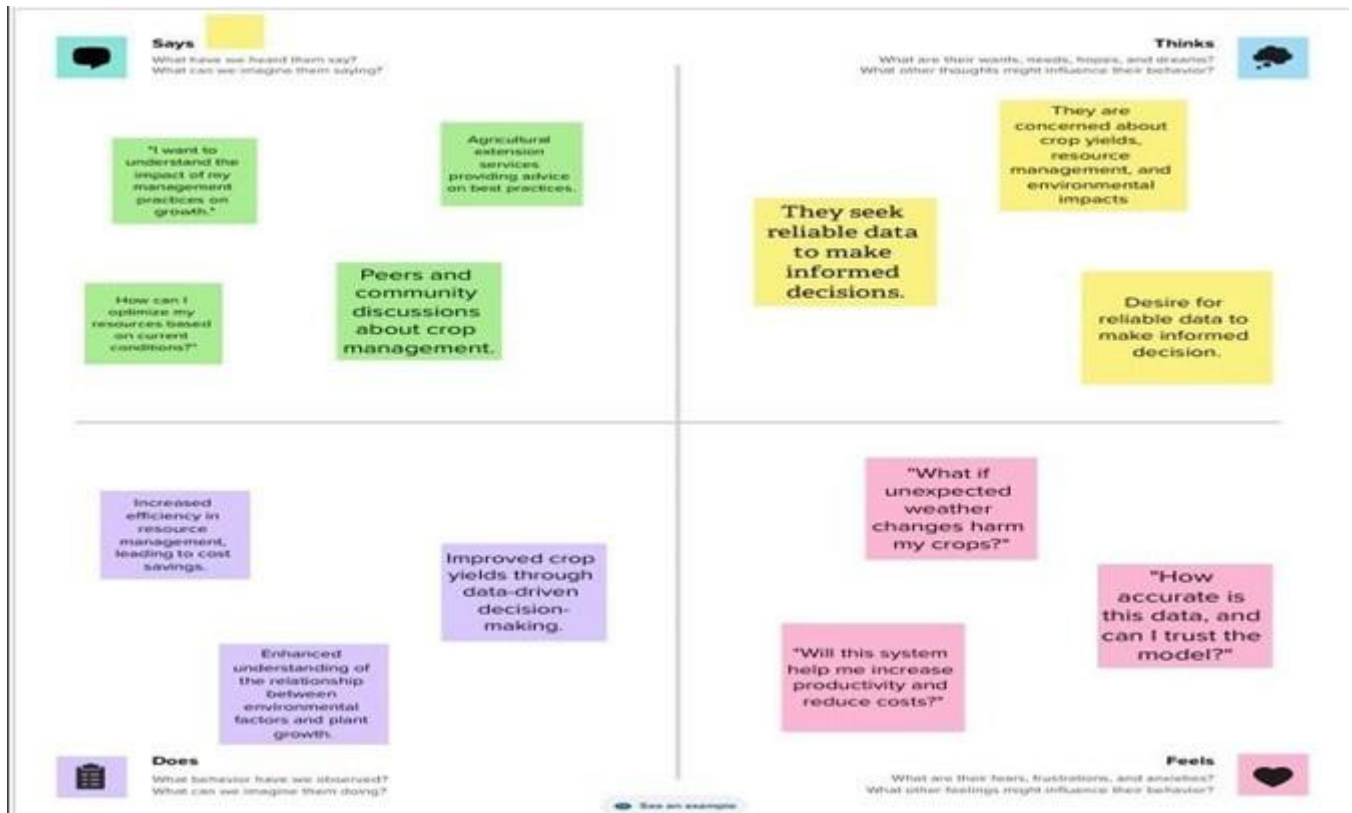 Says
What have we heard them say?
What can we imagine them saying?
"I want to
understand the
impact of my
management
practices on
growth."
Agricultural
extension
services
providing advice
on best practices.
How can I
optimize my
resources based
on current
conditions?"
Peers and
community
discussions
about crop
management.
Thinks
What are their wants, needs, hopes, and dreams?
What other thoughts might influence their behavior?
They are
concerned about
crop yields,
resource
management, and
environmental
impacts
They seek
reliable data
to make
informed
decisions.
Desire for
reliable data to
make informed
decision.
Increased
efficiency in
resource
management,
leading to cost
savings.
Improved crop
yields through
data-driven
decision-
making.
Enhanced
understanding of
the relationship
between
environmental
factors and plant
growth.
Does
What behavior have we observed?
What can we imagine them doing?
"What if
unexpected
weather
changes harm
my crops?"
"How
accurate is
this data, and
can I trust the
model?"
"Will this system
help me increase
productivity and
reduce costs?"
Feels
What are their fears, frustrations, and anxieties?
What other feelings might influence their behavior?
See an example